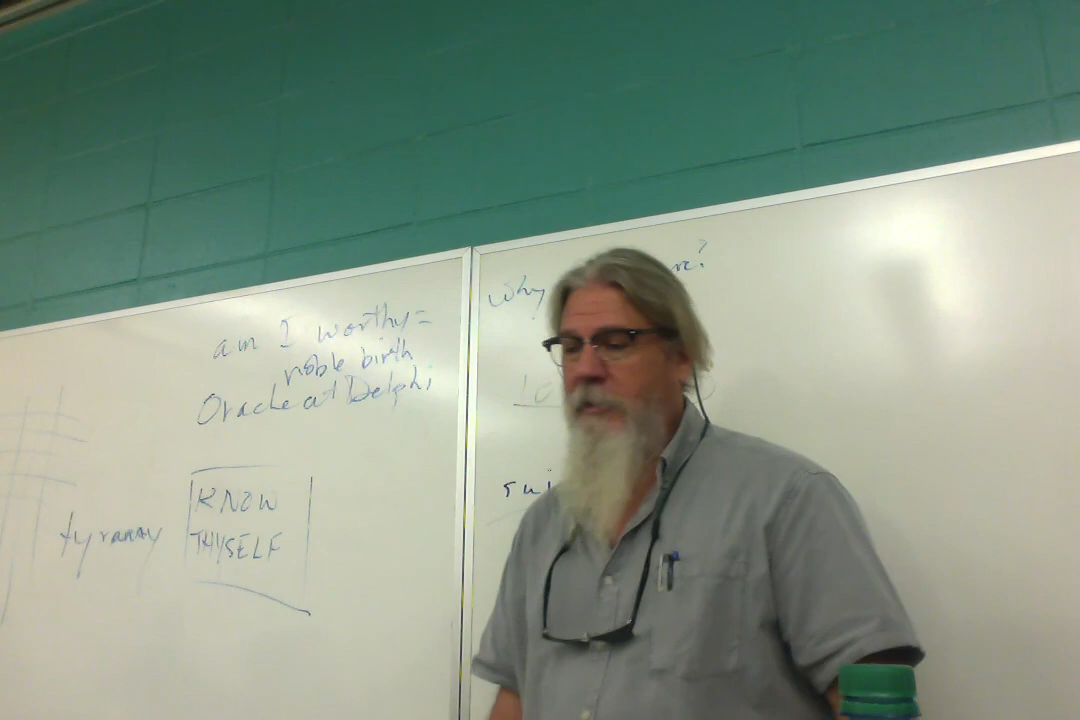 am I worthy =
noble birth
Oracle at Delphi
tyranny
KNOW
THYSELF
why